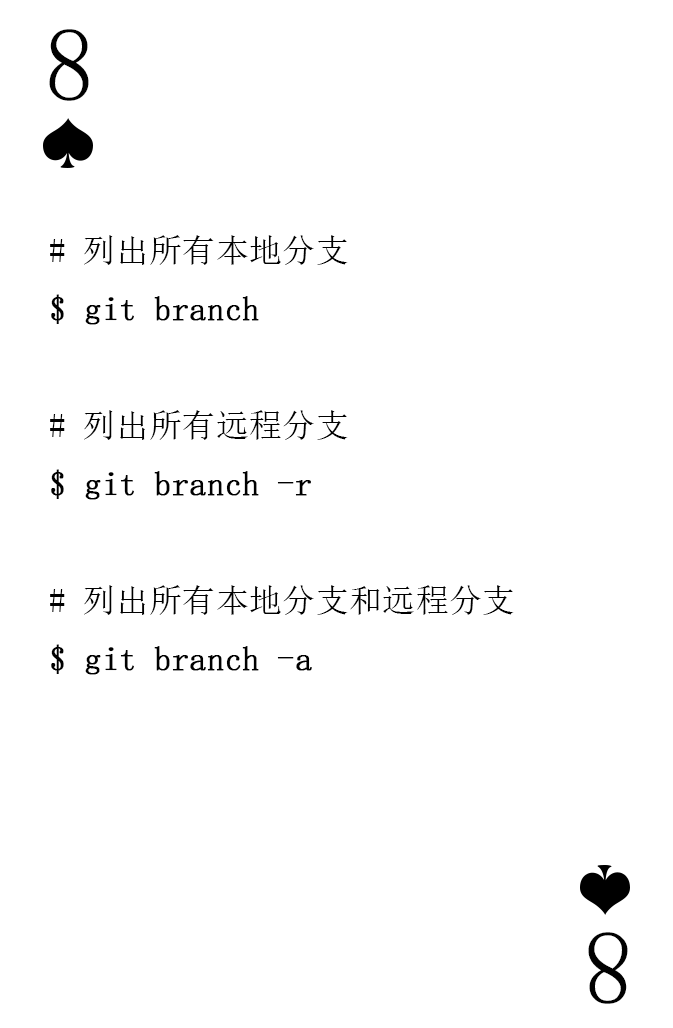 8
# 列出所有本地分支
$ git branch
# 列出所有远程分支
$ git branch -r
# 列出所有本地分支和远程分支
$ git branch -a
8